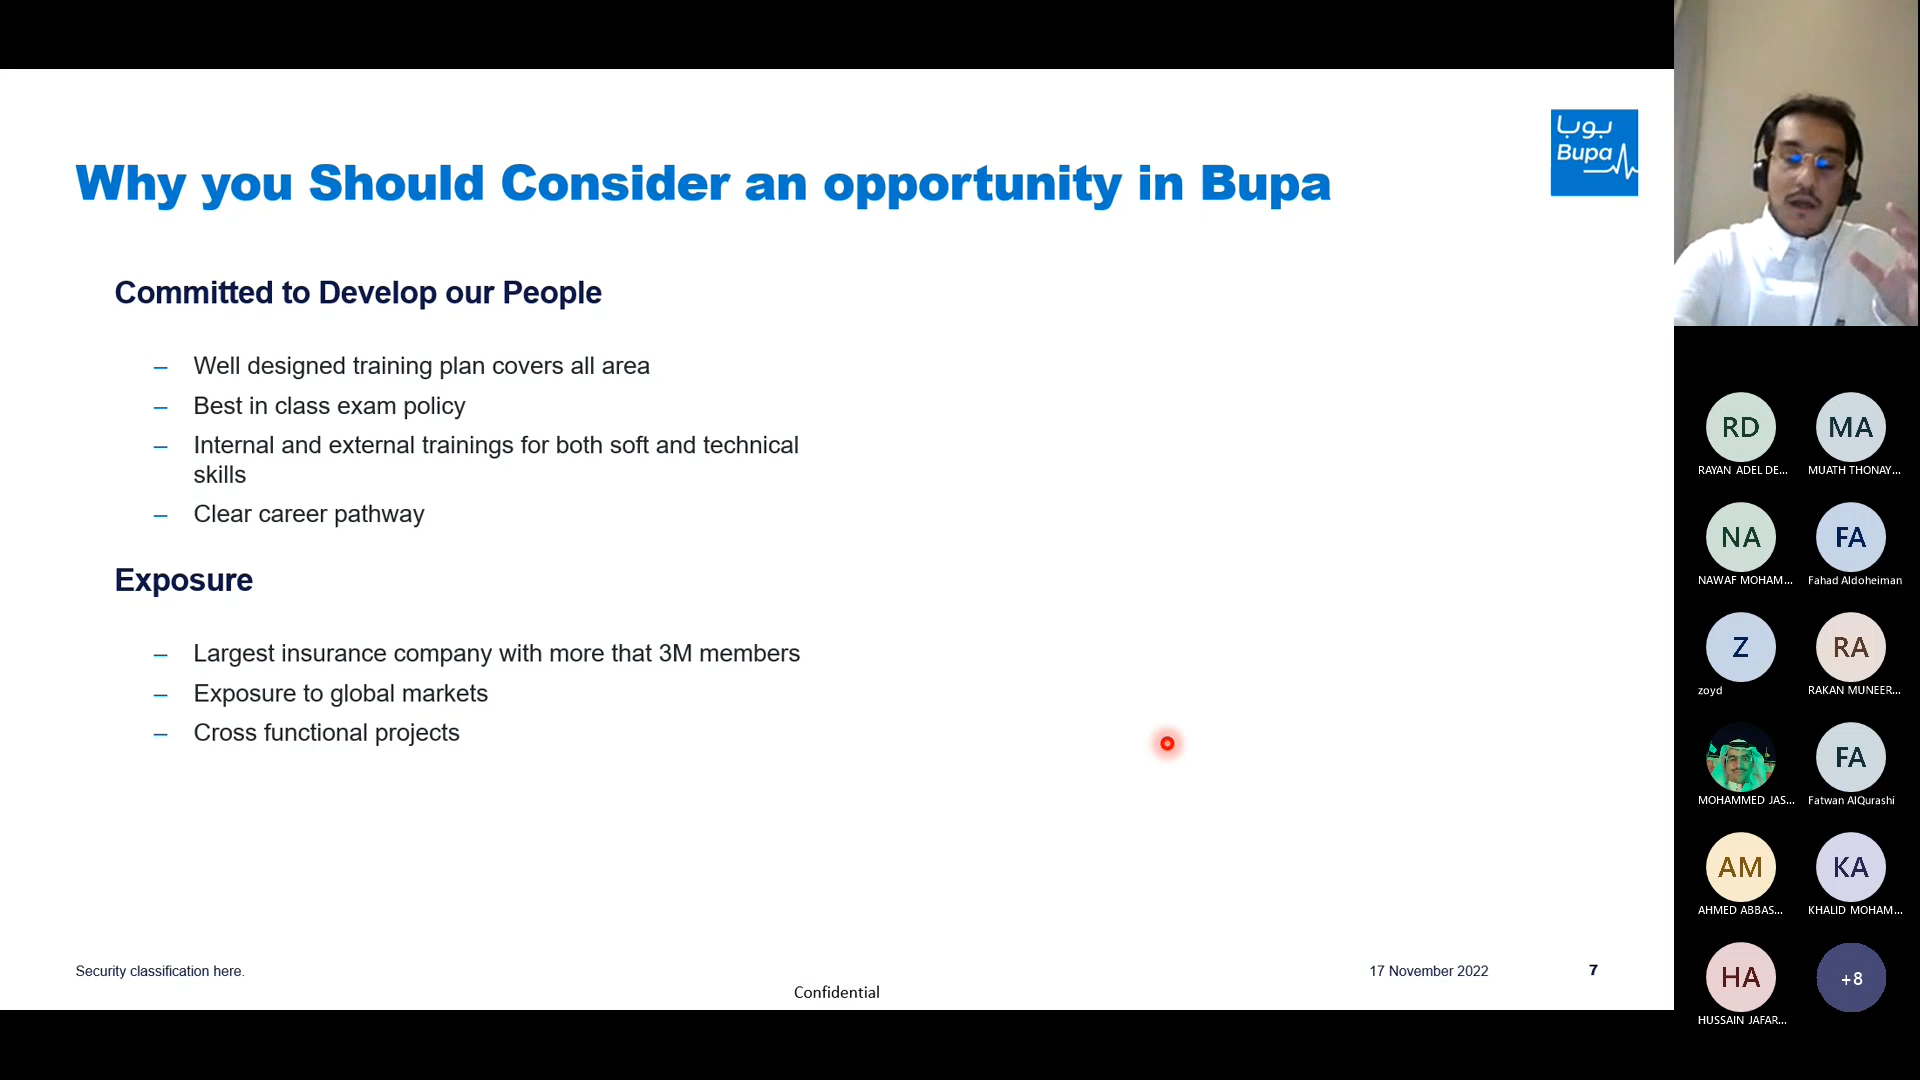 Why you Should Consider an opportunity in Bupa
بوبا
Bupa
Committed to Develop our People
– Well designed training plan covers all area
– Best in class exam policy
– Internal and external trainings for both soft and technical
skills
– Clear career pathway
Exposure
– Largest insurance company with more that 3M members
– Exposure to global markets
– Cross functional projects
Security classification here.
Confidential
17 November 2022
7
RD
RAYAN ADEL DE...
MA
MUATH THONAY...
NA
NAWAF MOHAM...
FA
Fahad Aldoheiman
Z
zoyd
RA
RAKAN MUNEER...
MOHAMMED JAS...
FA
Fatwan AlQurashi
AM
AHMED ABBAS...
KA
KHALID MOHAM...
HA
HUSSAIN JAFAR...
+8